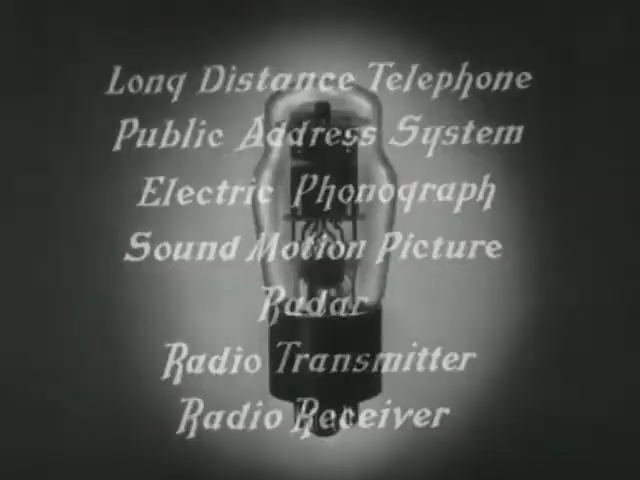 Long Distance Telephone
Public Address System
Electric Phonograph
Sound Motion Picture
Radar
Radio Transmitter
Radio Receiver